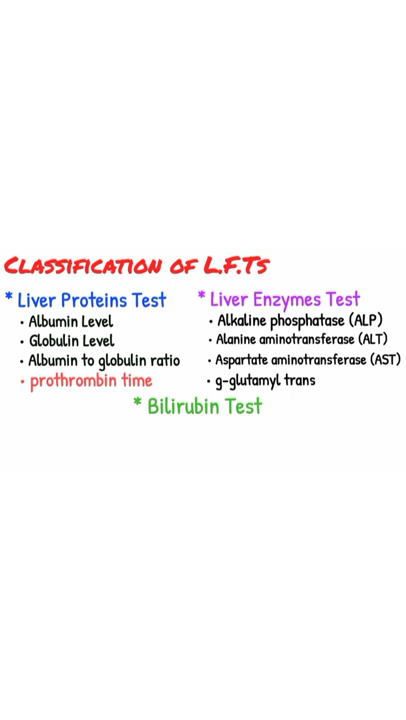 CLASSIFICATION OF L.F.TS
* Liver Proteins Test
• Albumin Level
• Globulin Level
• Albumin to globulin ratio
• prothrombin time
* Liver Enzymes Test
• Alkaline phosphatase (ALP)
• Alanine aminotransferase (ALT)
• Aspartate aminotransferase (AST)
• g-glutamyl trans
* Bilirubin Test